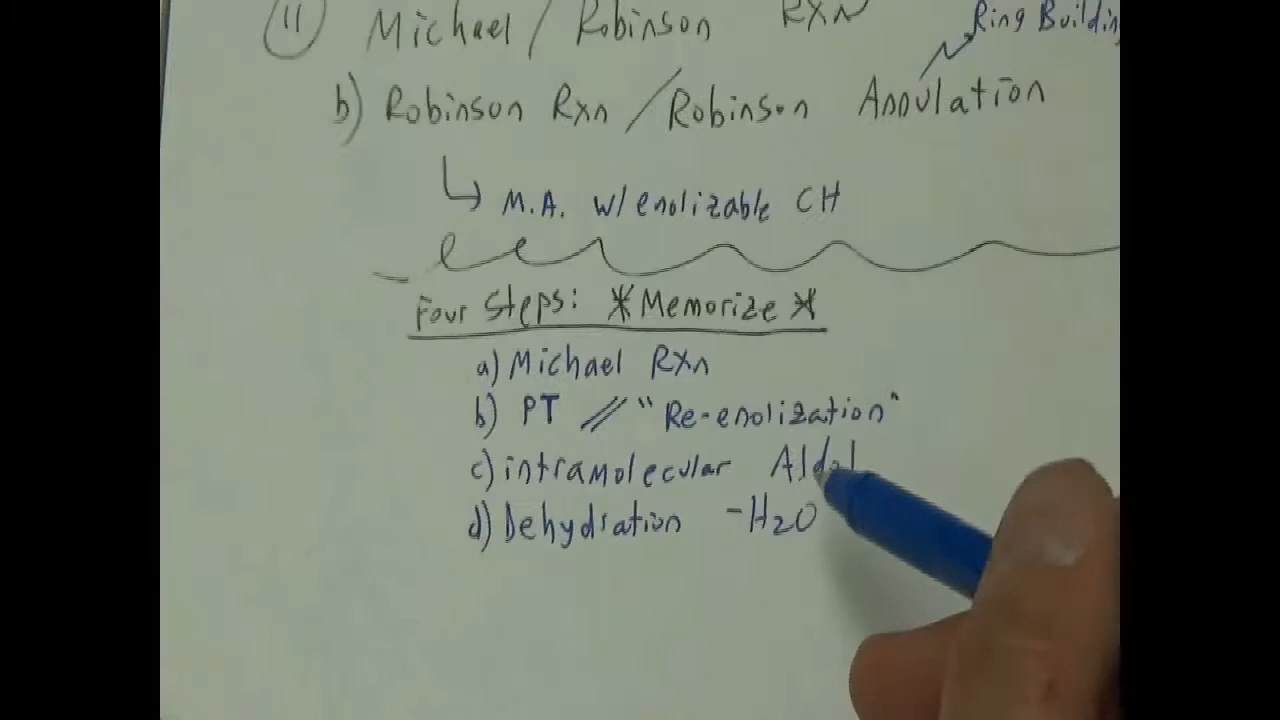 11 Michael / Robinson RXN
Ring Building
b) Robinson Rxn / Robinson Annulation
M.A. w/ enolizable CH
Four Steps: *Memorize*
a) Michael RXn
b) PT // "Re-enolization"
c) intramolecular Aldol
d) Dehydration -H2O